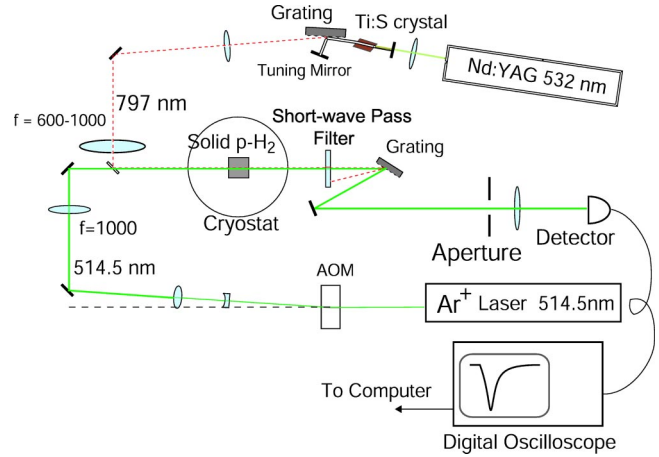 Grating
Ti:S crystal
Nd:YAG 532 nm
Tuning Mirror
797 nm
f = 600-1000
Short-wave Pass
Filter
Solid p-H₂
Grating
Cryostat
f=1000
Aperture
Detector
514.5 nm
AOM
Ar⁺ Laser 514.5nm
To Computer
Digital Oscilloscope